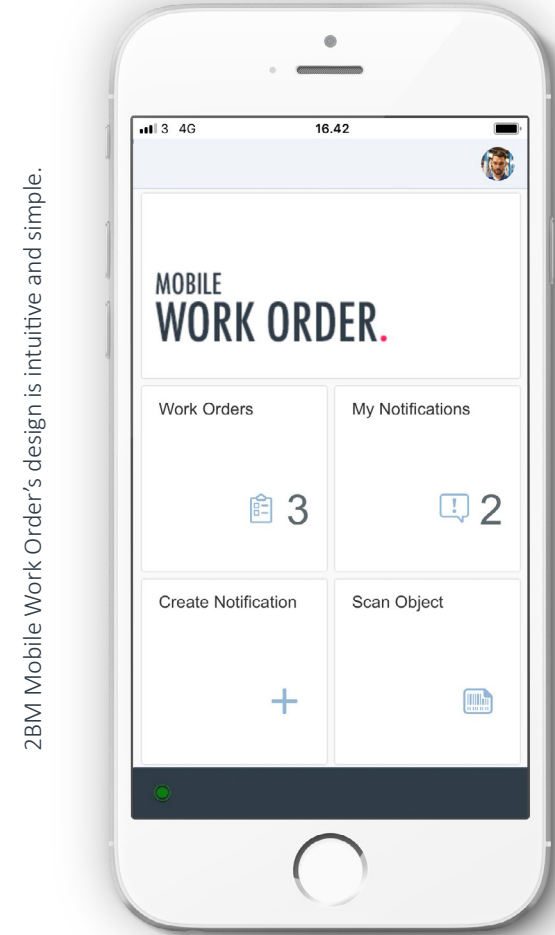 2BM Mobile Work Order's design is intuitive and simple.
3 4G 16.42
MOBILE
WORK ORDER.
Work Orders
My Notifications
3
2
Create Notification
Scan Object